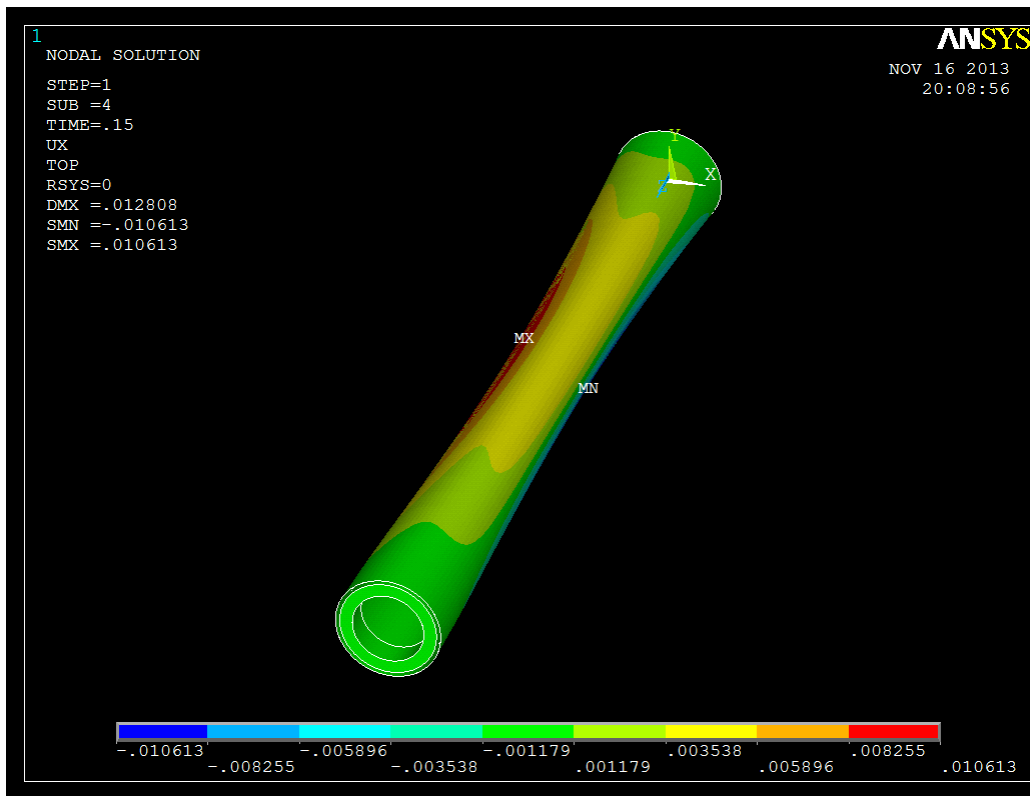 1
ANSYS
NODAL SOLUTION
NOV 16 2013
STEP=1
20:08:56
SUB =4
TIME=.15
UX
TOP
RSYS=0
DMX =.012808
SMN =-.010613
SMX =.010613
Y
X
Z
MX
MN
-.010613 -.005896 -.001179 .003538 .008255
-.008255 -.003538 .001179 .005896 .010613